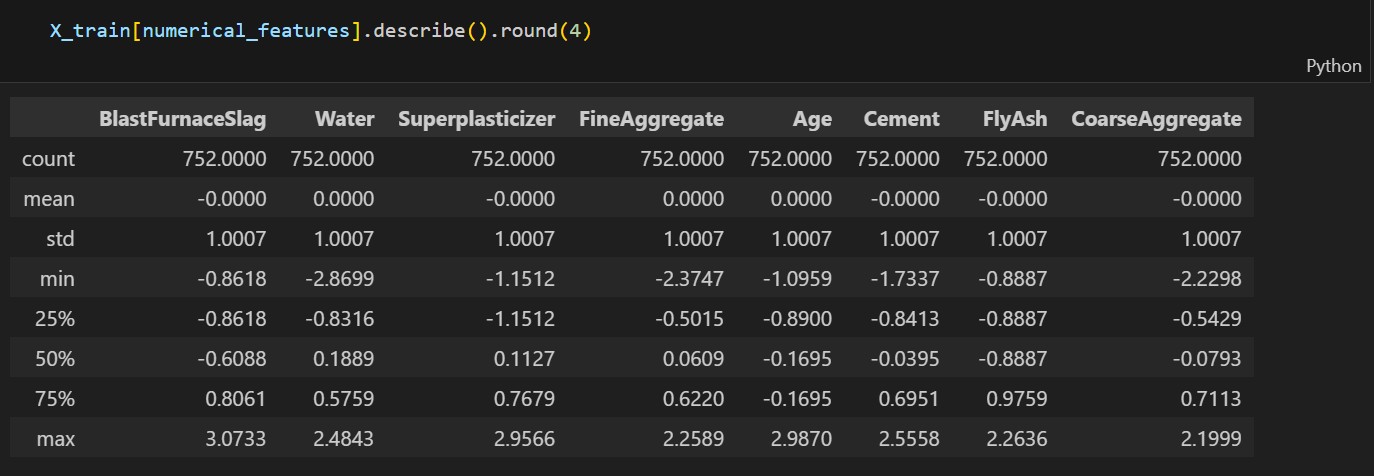 X_train[numerical_features].describe().round(4)
Python
BlastFurnaceSlag Water Superplasticizer FineAggregate Age Cement FlyAsh CoarseAggregate
count 752.0000 752.0000 752.0000 752.0000 752.0000 752.0000 752.0000 752.0000
mean -0.0000 0.0000 -0.0000 0.0000 0.0000 -0.0000 -0.0000 -0.0000
std 1.0007 1.0007 1.0007 1.0007 1.0007 1.0007 1.0007 1.0007
min -0.8618 -2.8699 -1.1512 -2.3747 -1.0959 -1.7337 -0.8887 -2.2298
25% -0.8618 -0.8316 -1.1512 -0.5015 -0.8900 -0.8413 -0.8887 -0.5429
50% -0.6088 0.1889 0.1127 0.0609 -0.1695 -0.0395 -0.8887 -0.0793
75% 0.8061 0.5759 0.7679 0.6220 -0.1695 0.6951 0.9759 0.7113
max 3.0733 2.4843 2.9566 2.2589 2.9870 2.5558 2.2636 2.1999